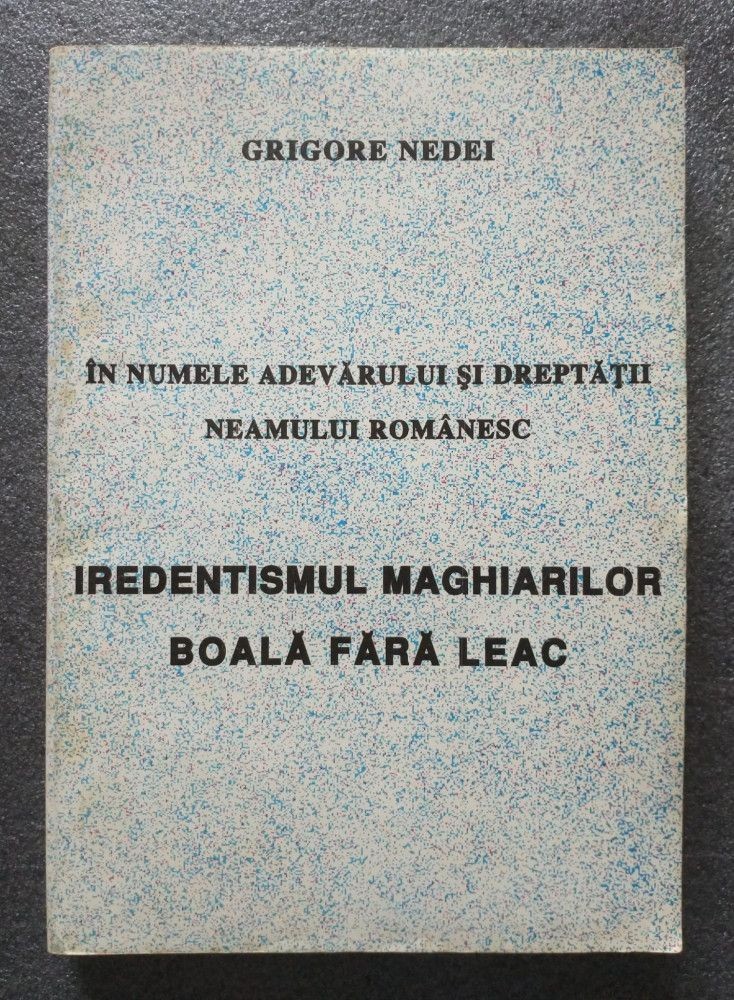 GRIGORE NEDEI
ÎN NUMELE ADEVĂRULUI ŞI DREPTĂŢII
NEAMULUI ROMÂNESC
IREDENTISMUL MAGHIARILOR
BOALĂ FĂRĂ LEAC